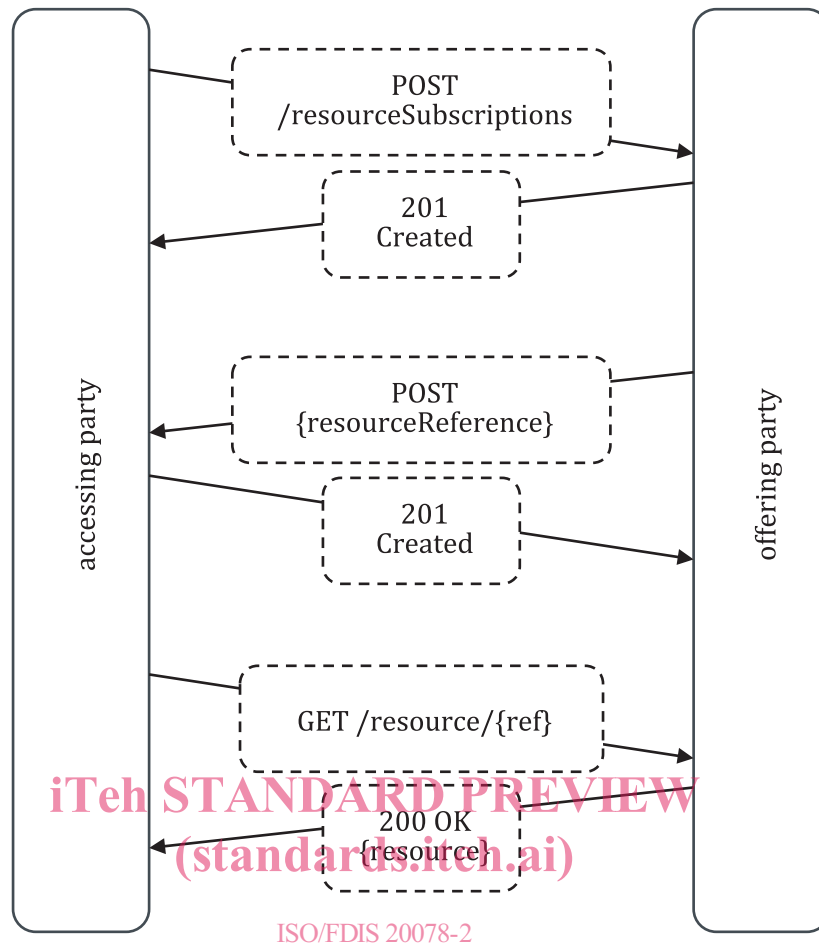 POST
/resourceSubscriptions
201
Created
accessing party
offering party
POST
{resourceReference}
201
Created
GET /resource/{ref}
iTeh STANDARD PREVIEW
200 OK
{resource}
(standards.iteh.ai)
ISO/FDIS 20078-2